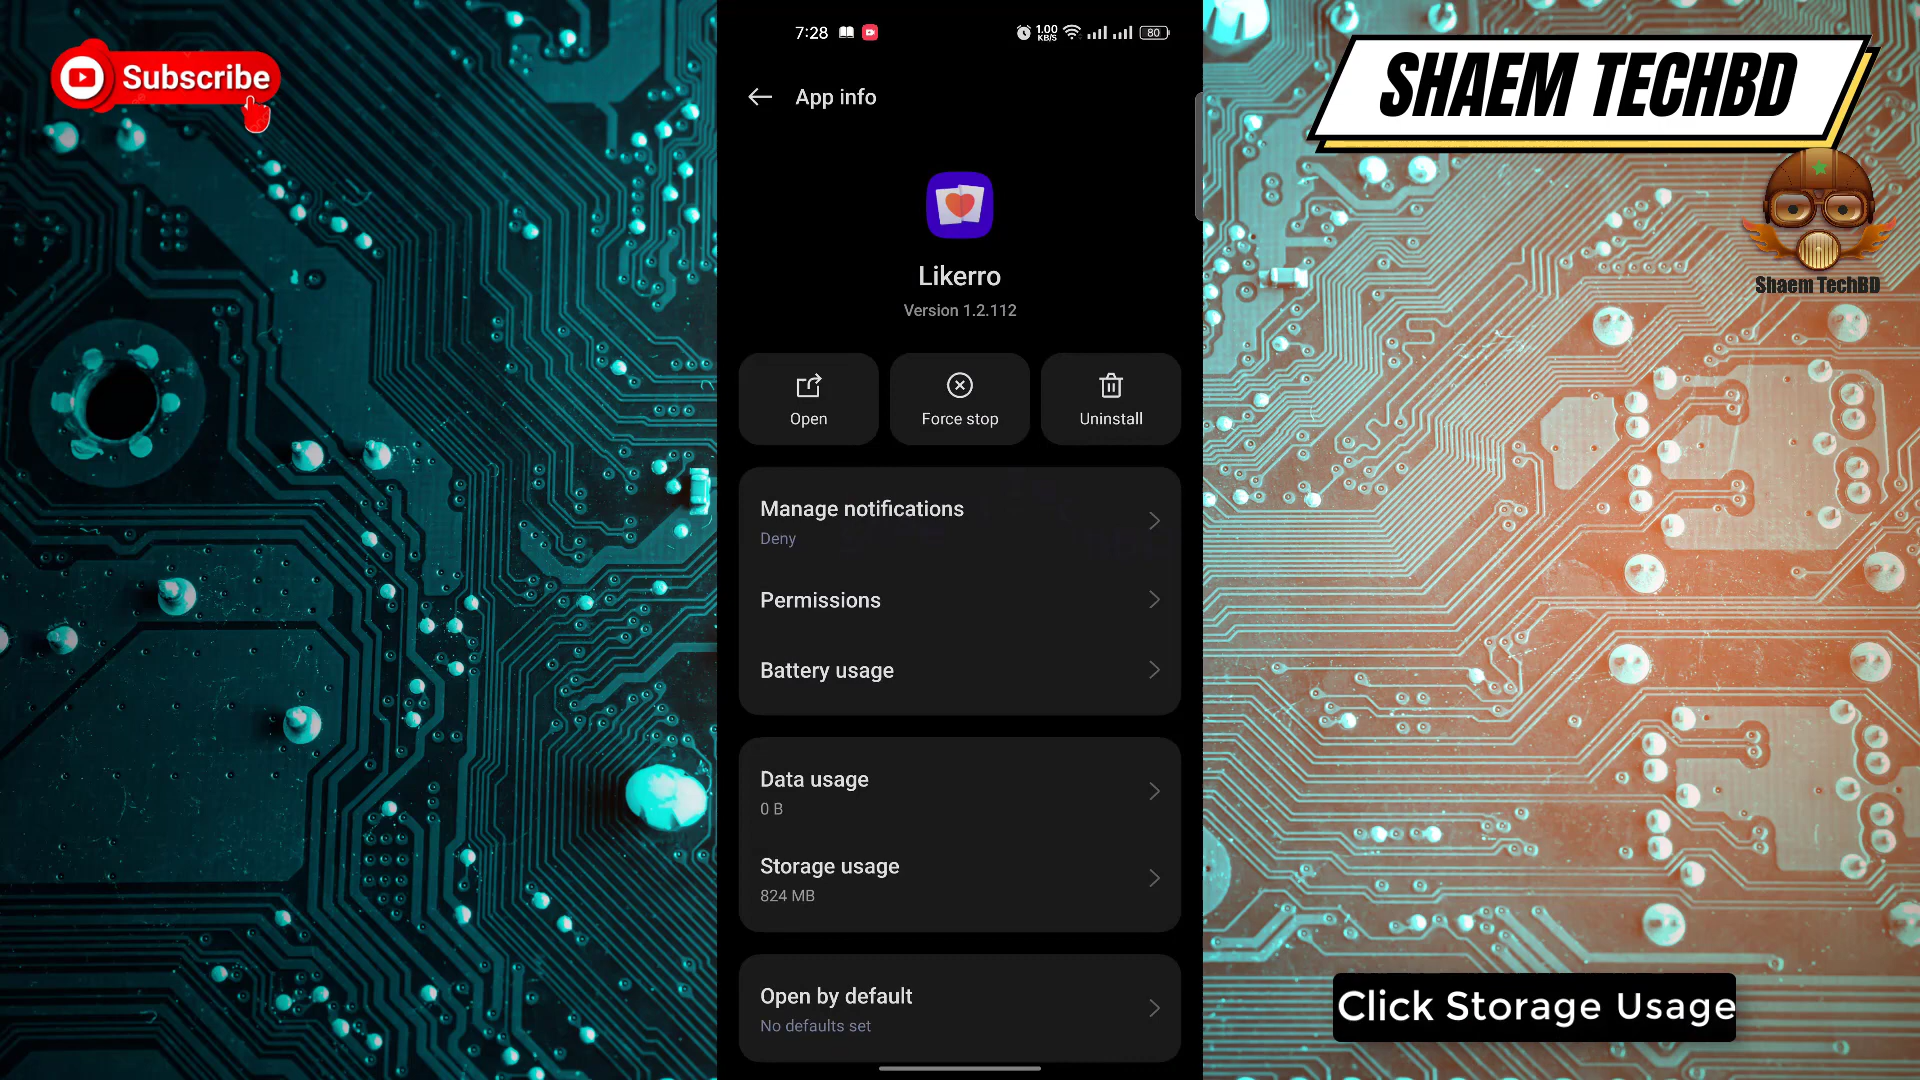 Subscribe
7:28
1.00
KB/S
80
App info
SHAEM TECHBD
Shaem TechBD
Likerro
Version 1.2.112
Open
Force stop
Uninstall
Manage notifications
Deny
Permissions
Battery usage
Data usage
0 B
Storage usage
824 MB
Open by default
No defaults set
Click Storage Usage